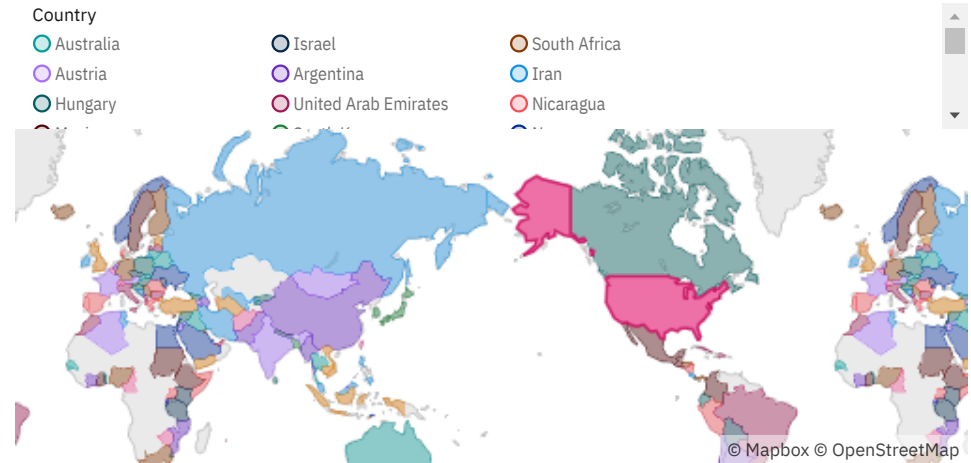 Country
Australia Israel South Africa
Austria Argentina Iran
Hungary United Arab Emirates Nicaragua
© Mapbox © OpenStreetMap